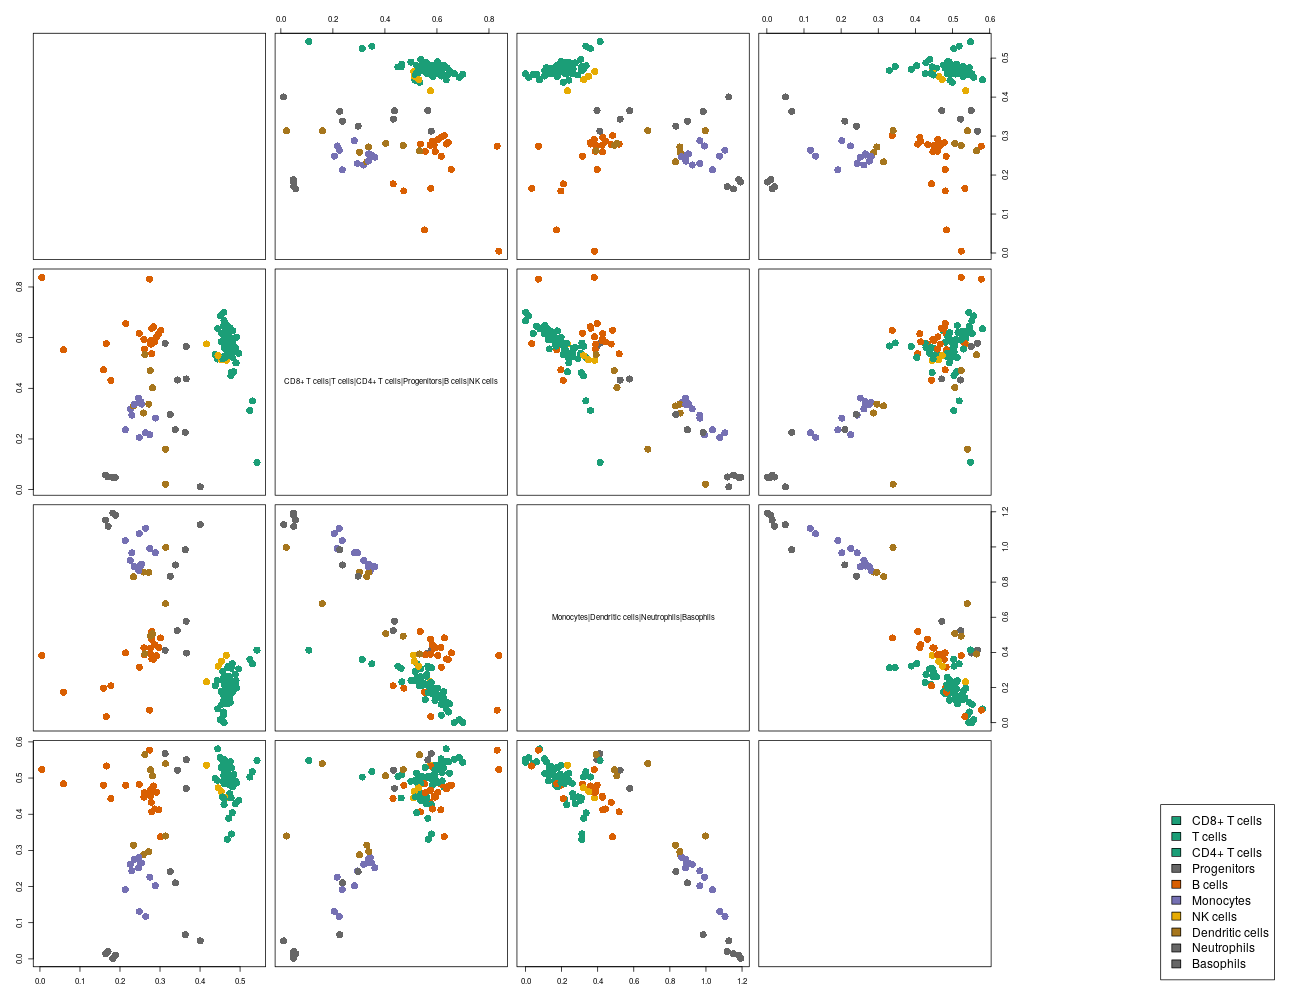 0.0 0.2 0.4 0.6 0.8
0.0 0.1 0.2 0.3 0.4 0.5 0.6
0.0 0.1 0.2 0.3 0.4 0.5
0.0 0.2 0.4 0.6 0.8
CD8+ T cells|T cells|CD4+ T cells|Progenitors|B cells|NK cells
Monocytes|Dendritic cells|Neutrophils|Basophils
0.0 0.2 0.4 0.6 0.8 1.0 1.2
0.0 0.1 0.2 0.3 0.4 0.5 0.6
0.0 0.1 0.2 0.3 0.4 0.5
0.0 0.2 0.4 0.6 0.8 1.0 1.2
CD8+ T cells
T cells
CD4+ T cells
Progenitors
B cells
Monocytes
NK cells
Dendritic cells
Neutrophils
Basophils